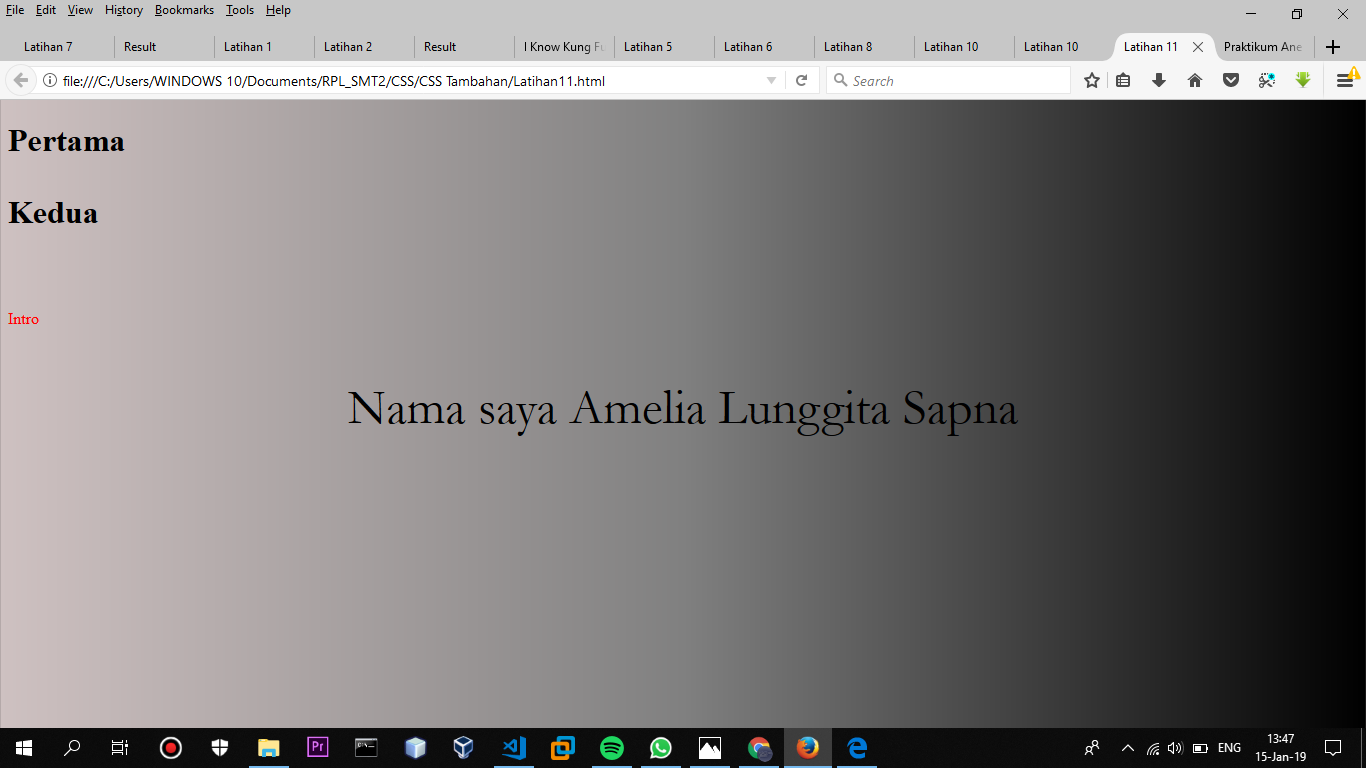 File Edit View History Bookmarks Tools Help
Latihan 7 Result Latihan 1 Latihan 2 Result I Know Kung Fu Latihan 5 Latihan 6 Latihan 8 Latihan 10 Latihan 10 Latihan 11 Praktikum Ane
file:///C:/Users/WINDOWS 10/Documents/RPL_SMT2/CSS/CSS Tambahan/Latihan11.html Search
Pertama
Kedua
Intro
Nama saya Amelia Lunggita Sapna
Pr ENG 13:47
15-Jan-19